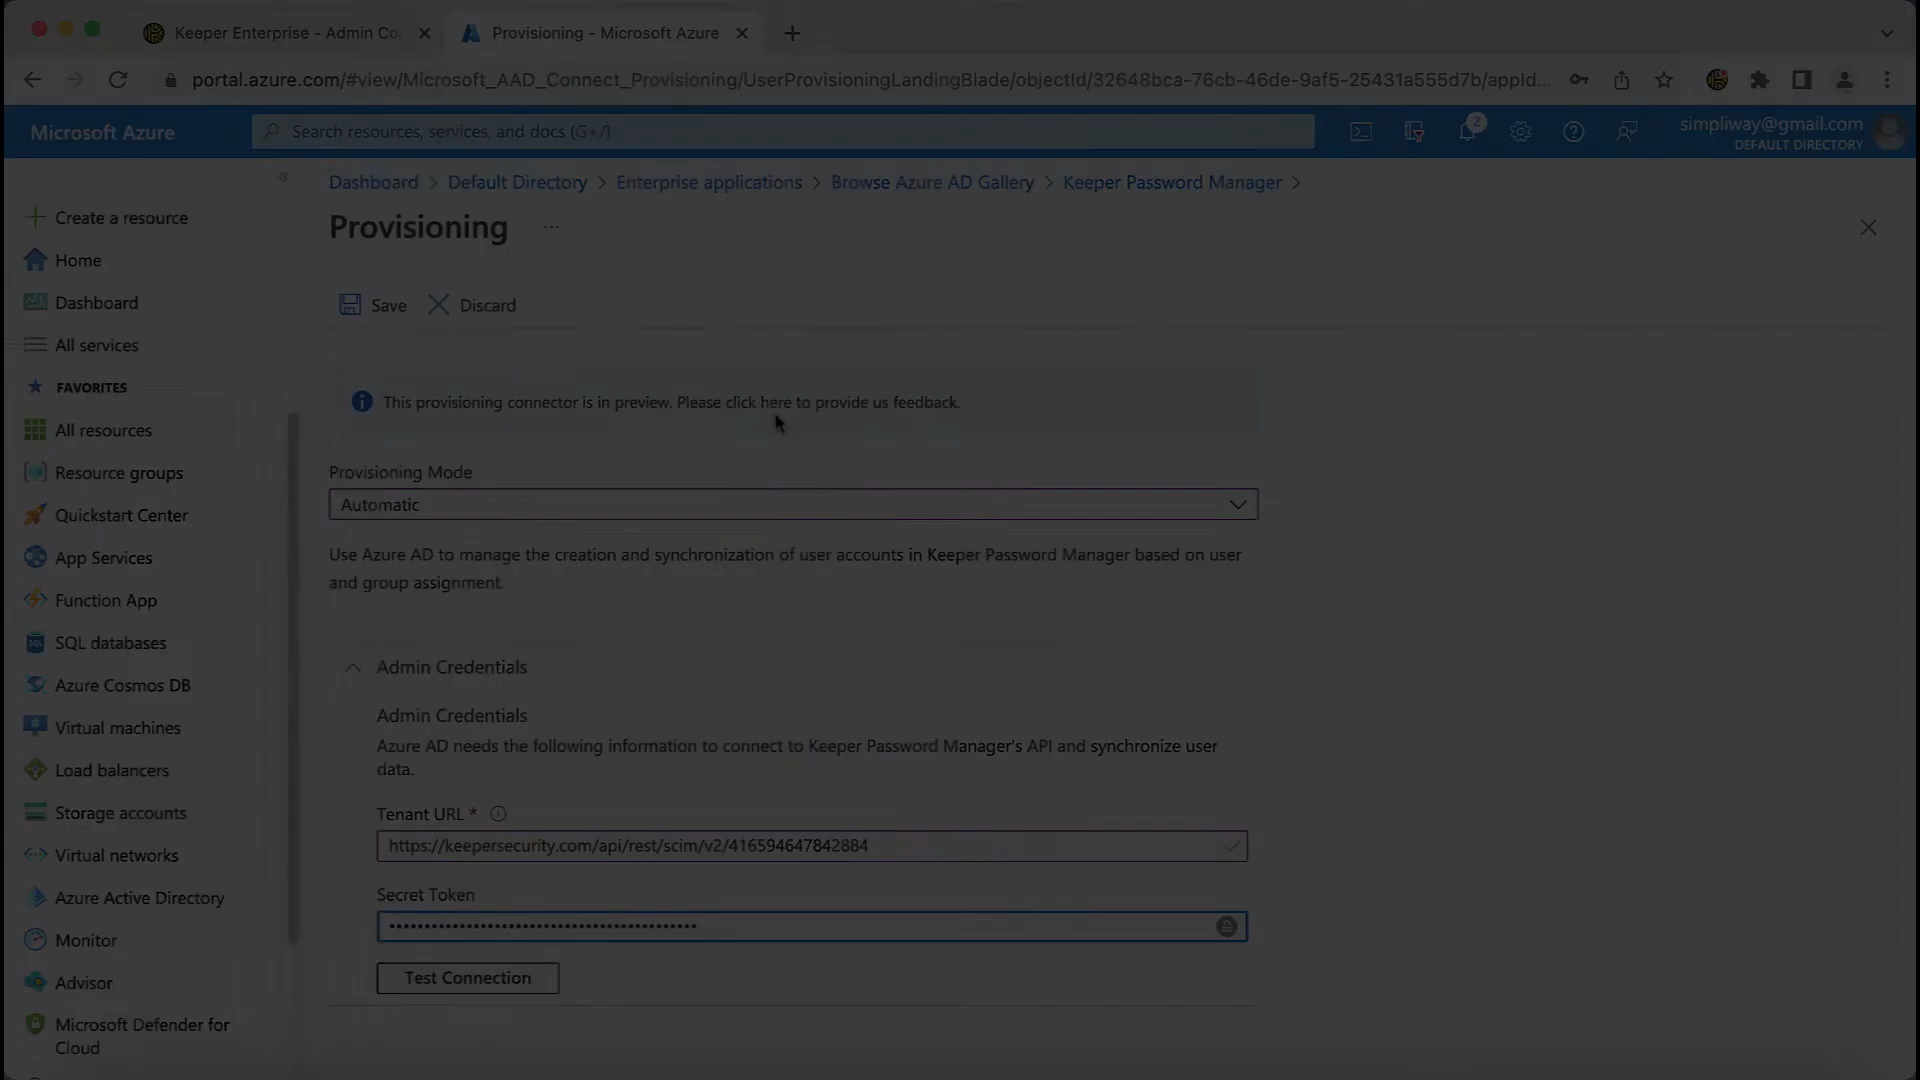 Keeper Enterprise - Admin Co
Provisioning - Microsoft Azure
portal.azure.com/#view/Microsoft_AAD_Connect_Provisioning/UserProvisioningLandingBlade/objectId/32648bca-76cb-46de-9af5-25431a555d7b/appId...
Microsoft Azure
Search resources, services, and docs (G+/)
2
simpliway@gmail.com
DEFAULT DIRECTORY
Dashboard > Default Directory > Enterprise applications > Browse Azure AD Gallery > Keeper Password Manager >
Provisioning ...
Save
Discard
This provisioning connector is in preview. Please click here to provide us feedback.
Provisioning Mode
Automatic
Use Azure AD to manage the creation and synchronization of user accounts in Keeper Password Manager based on user
and group assignment.
Admin Credentials
Admin Credentials
Azure AD needs the following information to connect to Keeper Password Manager's API and synchronize user
data.
Tenant URL *
https://keepersecurity.com/api/rest/scim/v2/416594647842884
Secret Token
••••••••••••••••••••••••••••••••••••••••••••
Test Connection
Create a resource
Home
Dashboard
All services
FAVORITES
All resources
Resource groups
Quickstart Center
App Services
Function App
SQL databases
Azure Cosmos DB
Virtual machines
Load balancers
Storage accounts
Virtual networks
Azure Active Directory
Monitor
Advisor
Microsoft Defender for
Cloud